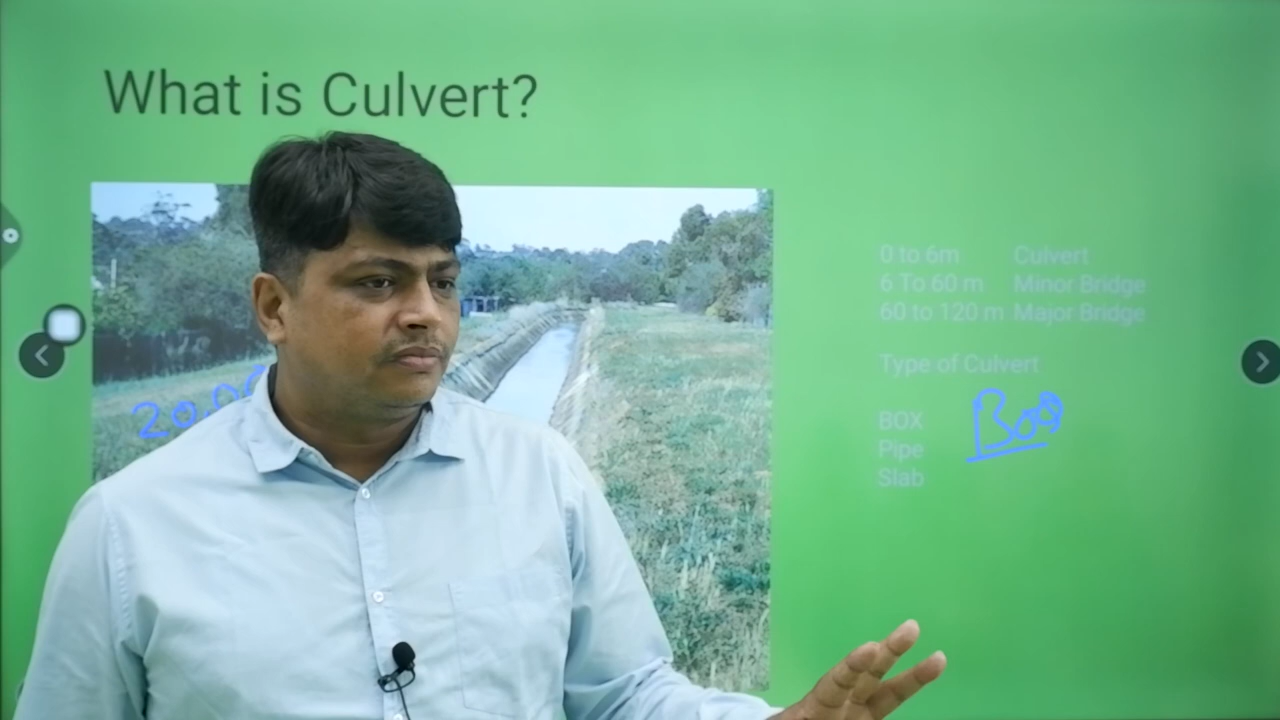 What is Culvert?
0 to 6m Culvert
6 To 60 m Minor Bridge
60 to 120 m Major Bridge
Type of Culvert
BOX
Pipe
Slab